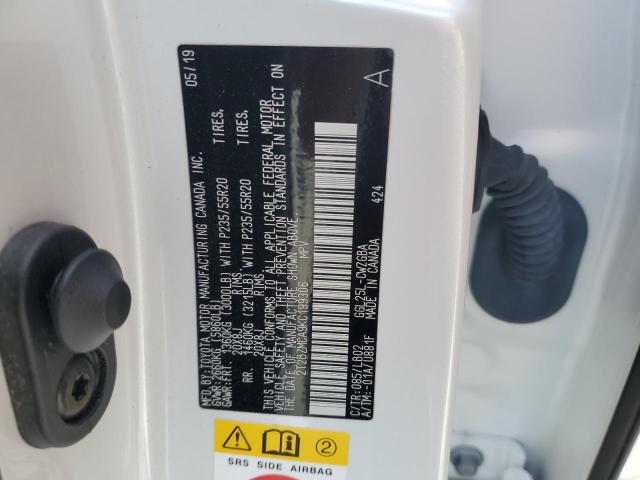 MFD.BY:TOYOTA MOTOR MANUFACTURING CANADA INC. 05/19
GVWR:2660KG(5865LB)
GAWR:FRT. 1360KG(3000LB) WITH P235/55R20 TIRES,
20X8J RIMS,
RR. 1460KG(3215LB) WITH P235/55R20 TIRES,
20X8J RIMS,
THIS VEHICLE CONFORMS TO ALL APPLICABLE FEDERAL MOTOR
VEHICLE SAFETY AND THEFT PREVENTION STANDARDS IN EFFECT ON
THE DATE OF MANUFACTURE SHOWN ABOVE.
MPV
C/TR:085/LB02 GGL25L-CWZGBA
A/TM:-01A/U881F MADE IN CANADA 424
A
2
SRS SIDE AIRBAG